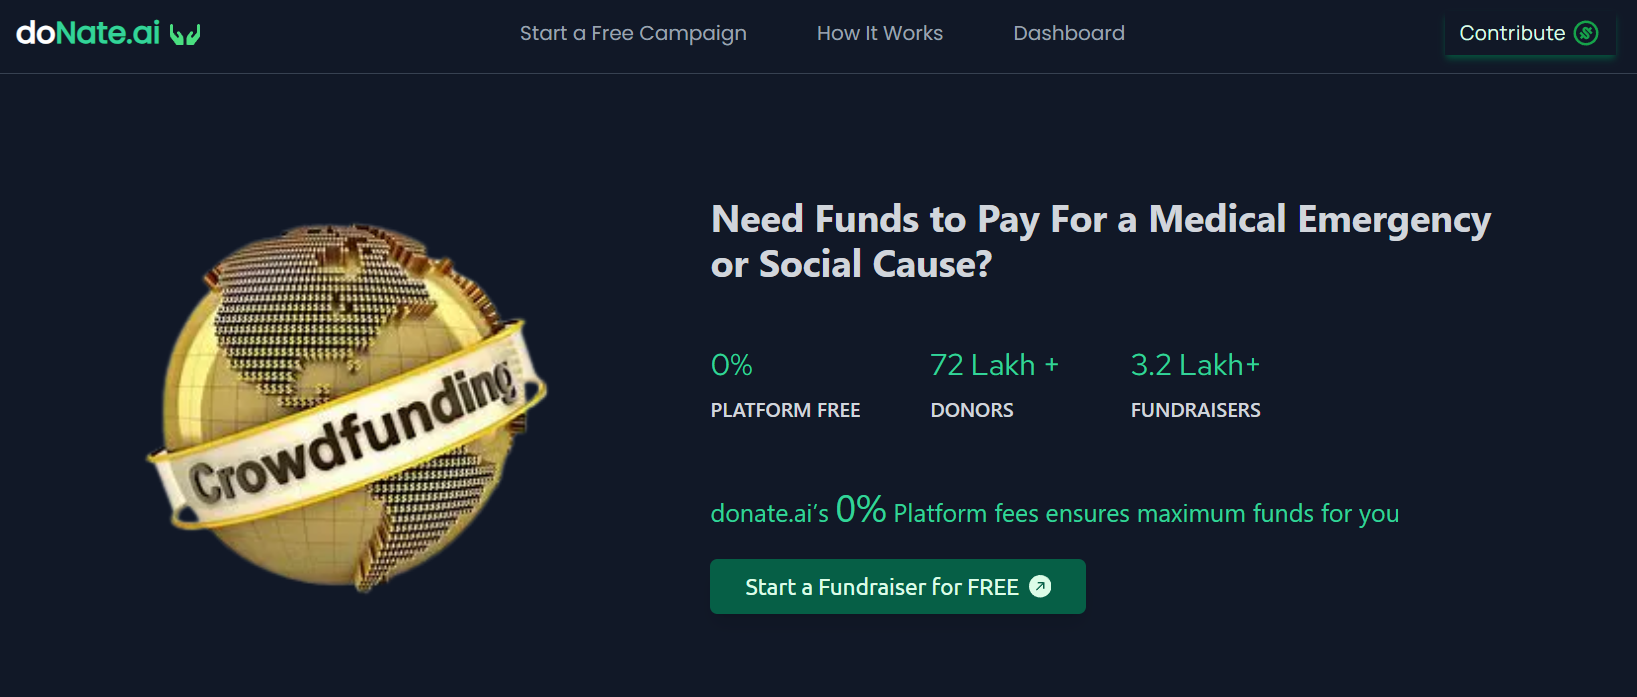 doNate.ai
Start a Free Campaign
How It Works
Dashboard
Contribute
Crowdfunding
Need Funds to Pay For a Medical Emergency
or Social Cause?
0%
PLATFORM FREE
72 Lakh +
DONORS
3.2 Lakh+
FUNDRAISERS
donate.ai's 0% Platform fees ensures maximum funds for you
Start a Fundraiser for FREE